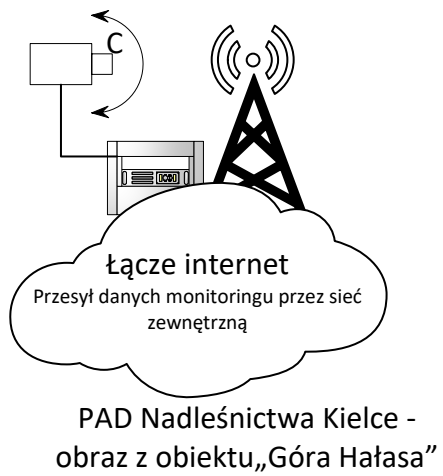 C
Łącze internet
Przesył danych monitoringu przez sieć
zewnętrzną
PAD Nadleśnictwa Kielce -
obraz z obiektu„Góra Hałasa”